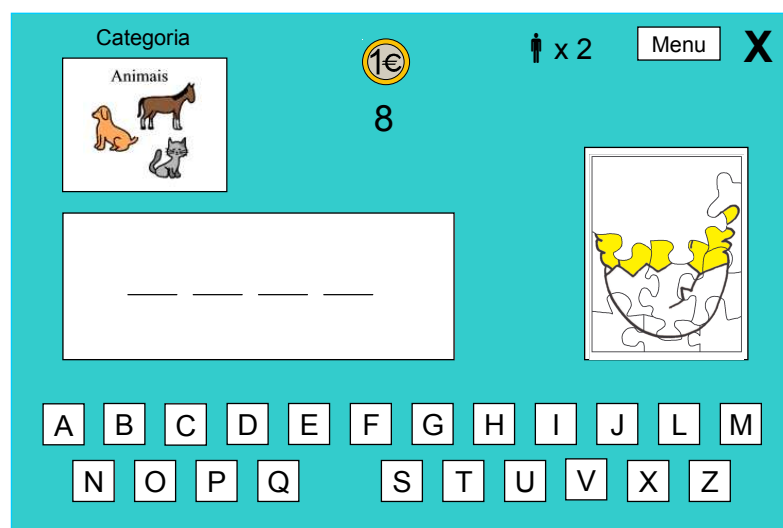 Categoria
Animais
1€
8
x 2
Menu
X
A B C D E F G H I J L M
N O P Q S T U V X Z